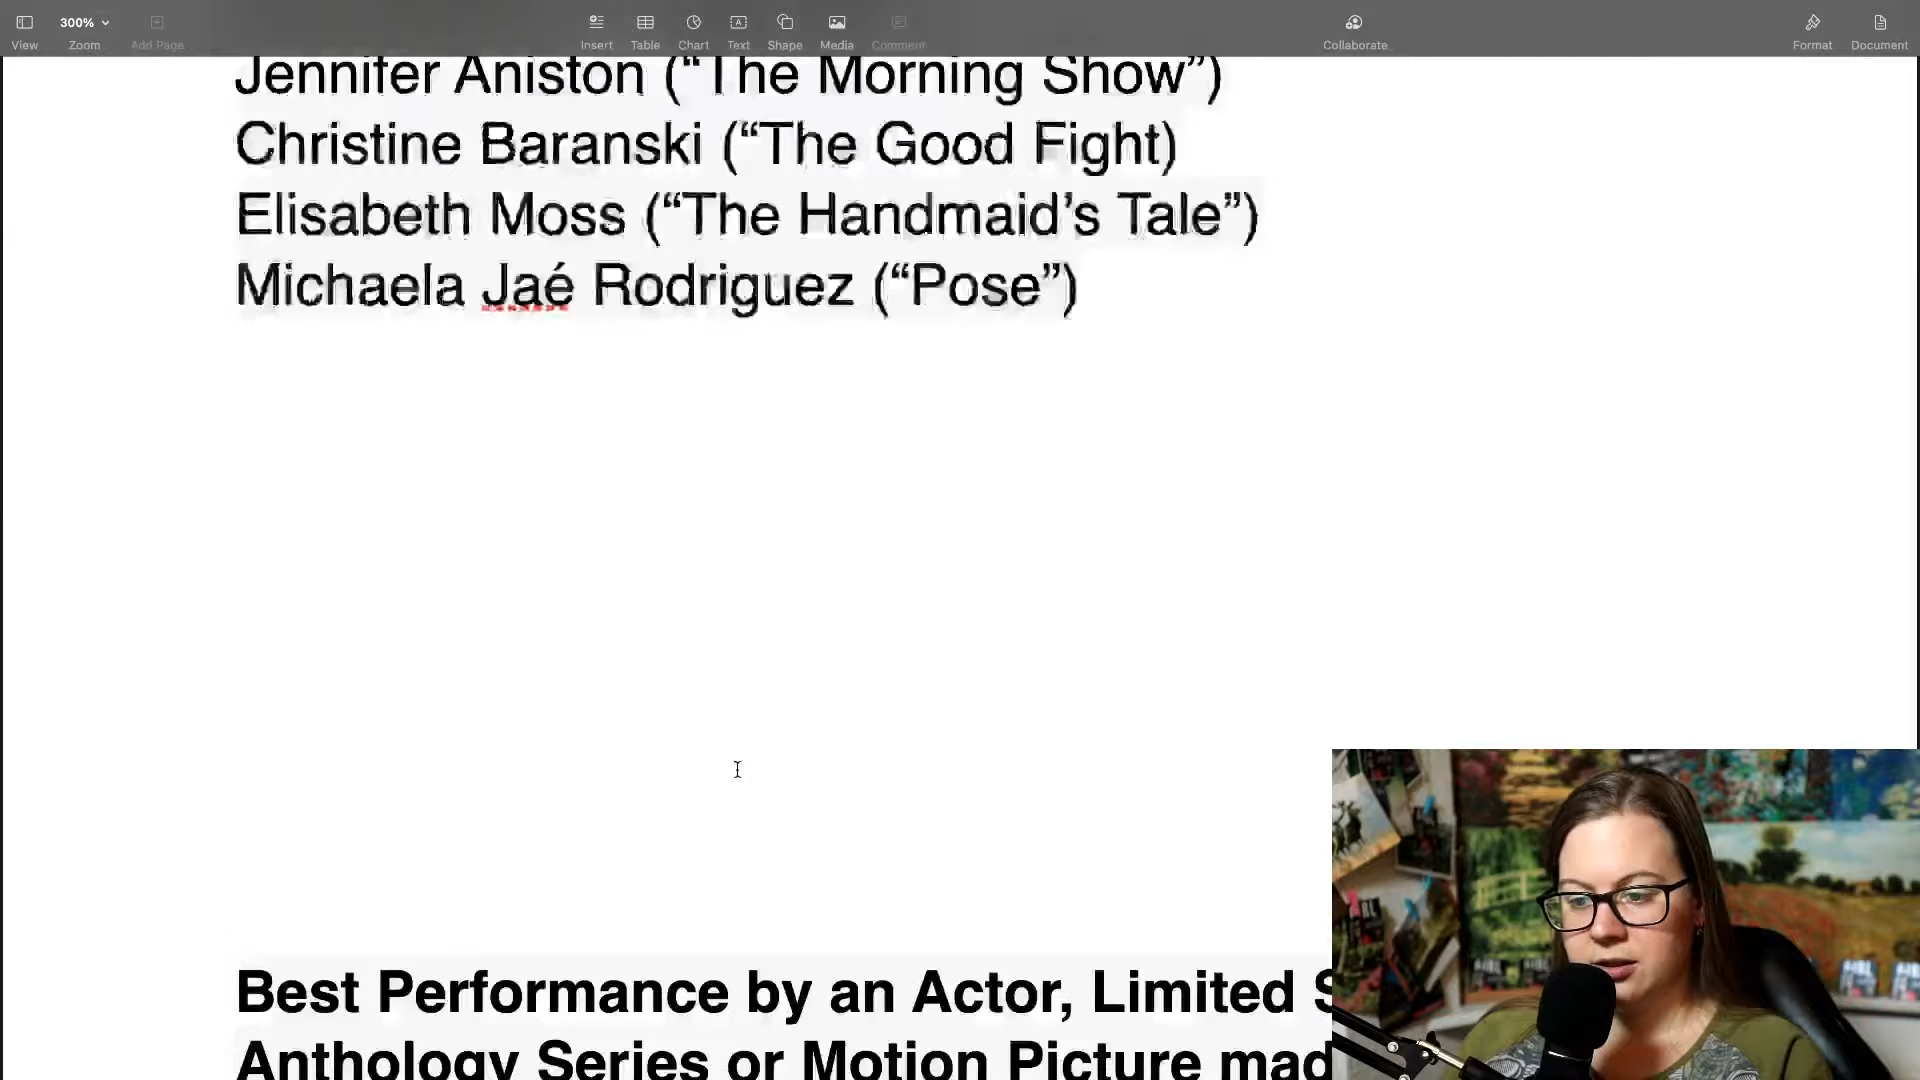 300%
View Zoom Add Page Insert Table Chart Text Shape Media Comment Collaborate Format Document
Jennifer Aniston (“The Morning Show”)
Christine Baranski (“The Good Fight)
Elisabeth Moss (“The Handmaid’s Tale”)
Michaela Jaé Rodriguez (“Pose”)
Best Performance by an Actor, Limited
Anthology Series or Motion Picture